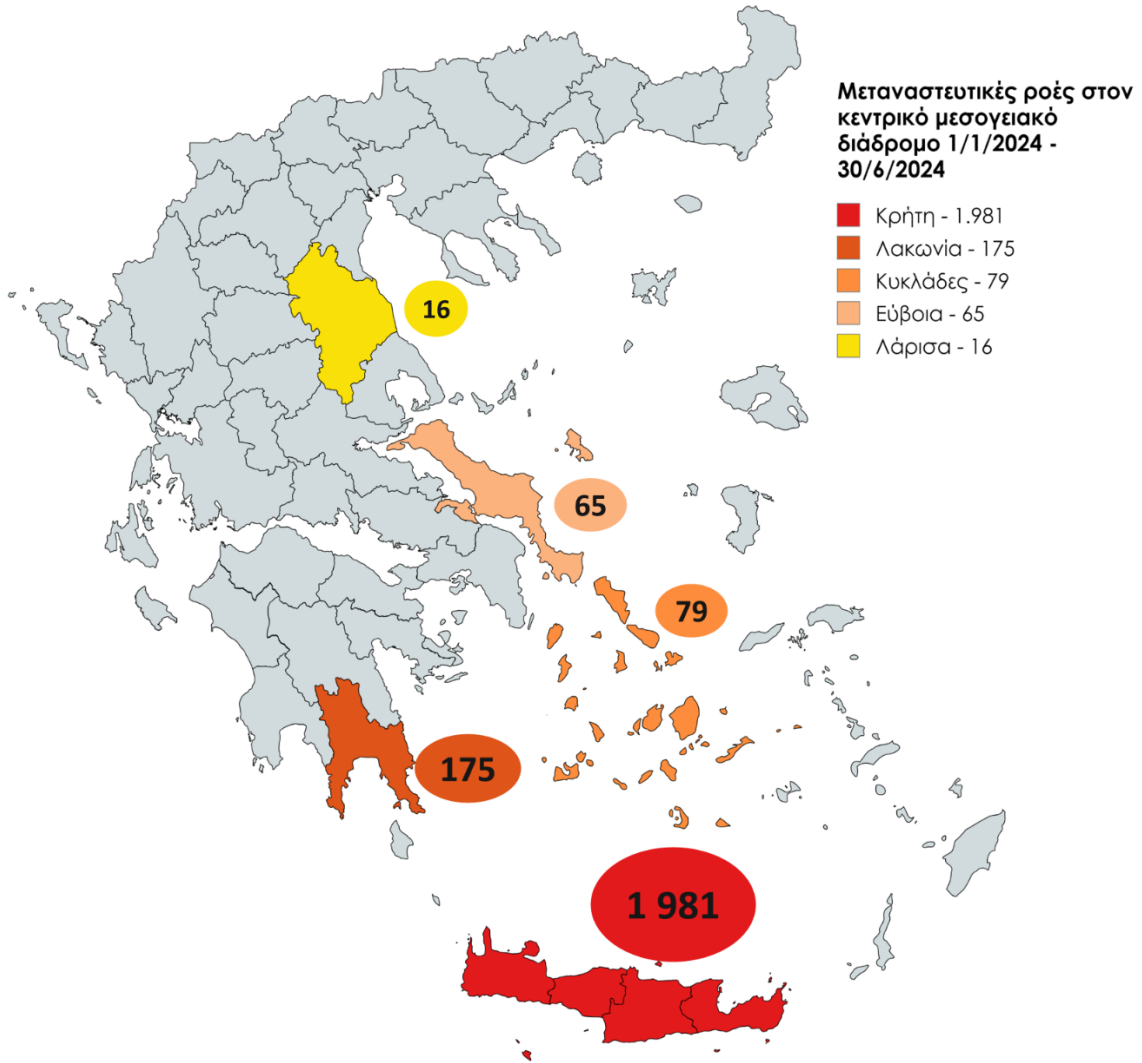 Μεταναστευτικές ροές στον
κεντρικό μεσογειακό
διάδρομο 1/1/2024 -
30/6/2024
Κρήτη - 1.981
Λακωνία - 175
Κυκλάδες - 79
Εύβοια - 65
Λάρισα - 16
16
65
79
175
1 981